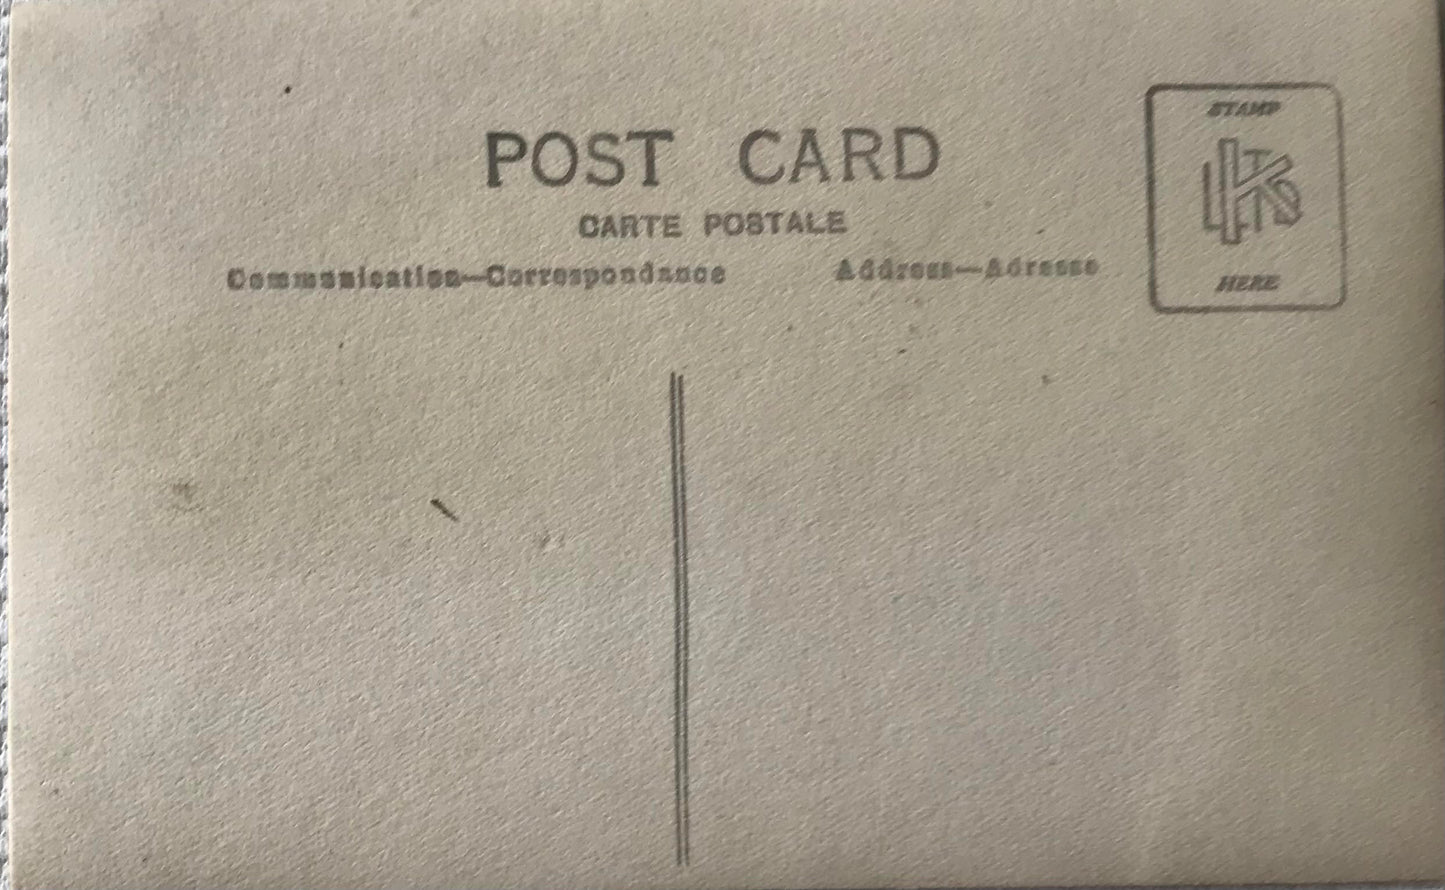 POST CARD
CARTE POSTALE
Communication—Correspondance
Address—Adresse
STAMP
HERE